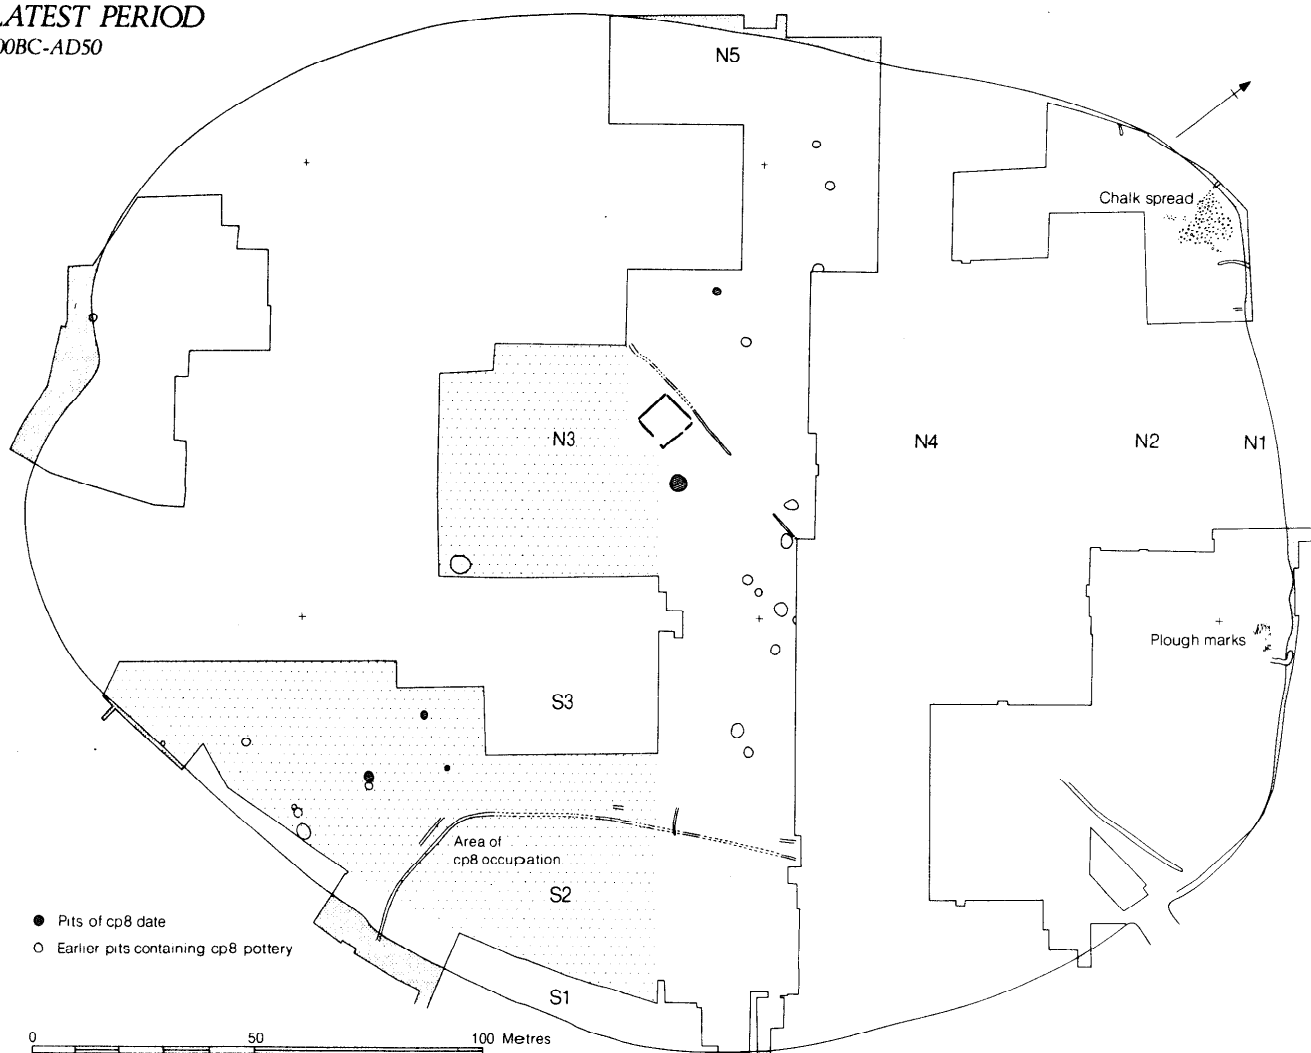 LATEST PERIOD
00BC-AD50
N5
Chalk spread
N3
N4
N2
N1
Plough marks
S3
Area of
cp8 occupation
S2
Pits of cp8 date
Earlier pits containing cp8 pottery
S1
0 50 100 Metres